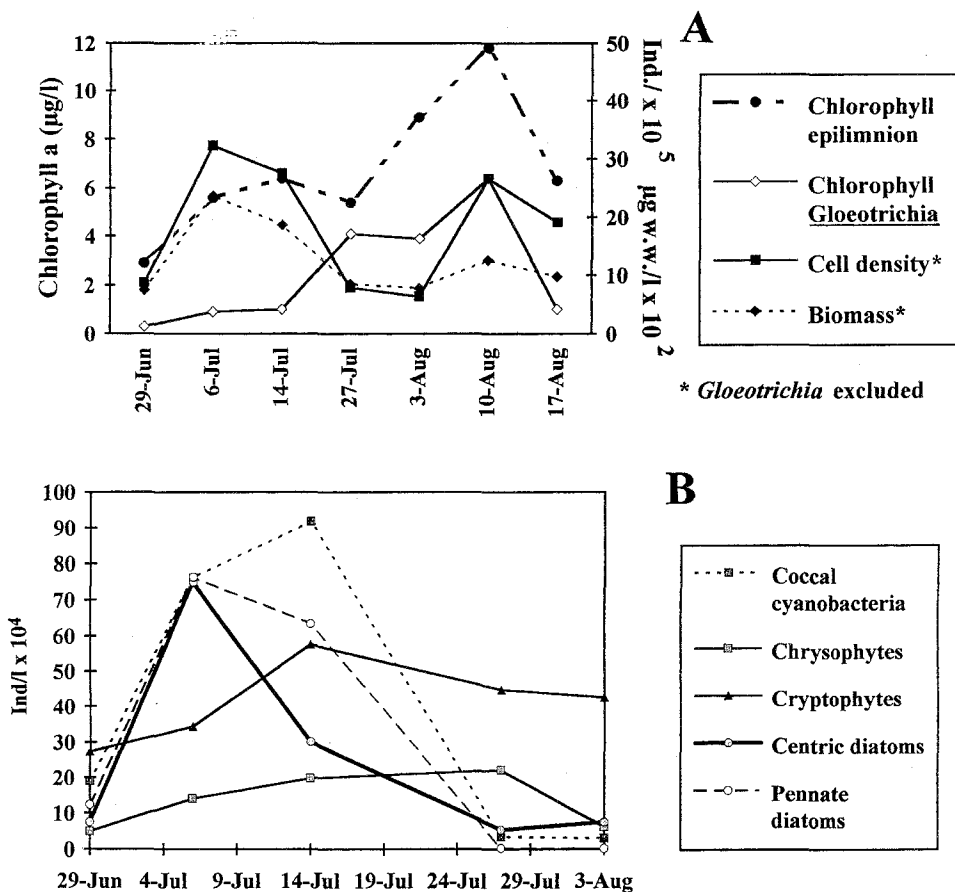 A
Chlorophyll a (µg/l)
12
10
8
6
4
2
0
50
40
30
20
10
0
Ind./ x 10⁵ µg w.w./l x 10²
29-Jun
6-Jul
14-Jul
27-Jul
3-Aug
10-Aug
17-Aug
Chlorophyll
epilimnion
Chlorophyll
Gloeotrichia
Cell density*
Biomass*
* Gloeotrichia excluded
B
Ind/l x 10⁴
100
90
80
70
60
50
40
30
20
10
0
29-Jun
4-Jul
9-Jul
14-Jul
19-Jul
24-Jul
29-Jul
3-Aug
Coccal
cyanobacteria
Chrysophytes
Cryptophytes
Centric diatoms
Pennate
diatoms